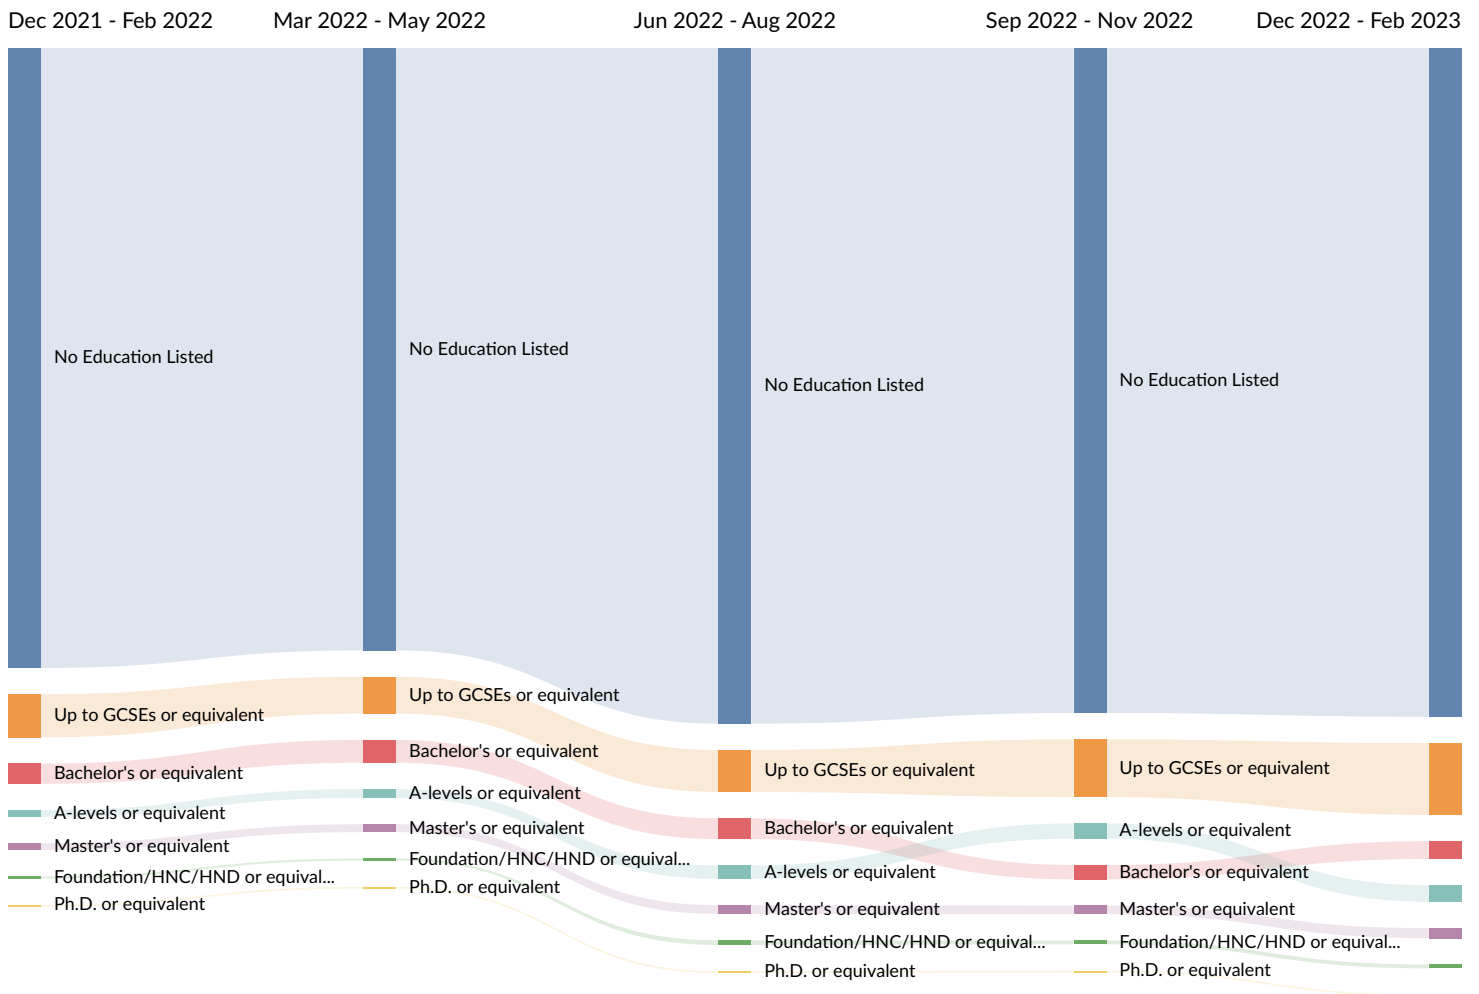 Dec 2021 - Feb 2022
Mar 2022 - May 2022
Jun 2022 - Aug 2022
Sep 2022 - Nov 2022
Dec 2022 - Feb 2023
No Education Listed
Up to GCSEs or equivalent
Bachelor's or equivalent
A-levels or equivalent
Master's or equivalent
Foundation/HNC/HND or equival...
Ph.D. or equivalent
No Education Listed
Up to GCSEs or equivalent
Bachelor's or equivalent
A-levels or equivalent
Master's or equivalent
Foundation/HNC/HND or equival...
Ph.D. or equivalent
No Education Listed
Up to GCSEs or equivalent
Bachelor's or equivalent
A-levels or equivalent
Master's or equivalent
Foundation/HNC/HND or equival...
Ph.D. or equivalent
No Education Listed
Up to GCSEs or equivalent
A-levels or equivalent
Bachelor's or equivalent
Master's or equivalent
Foundation/HNC/HND or equival...
Ph.D. or equivalent